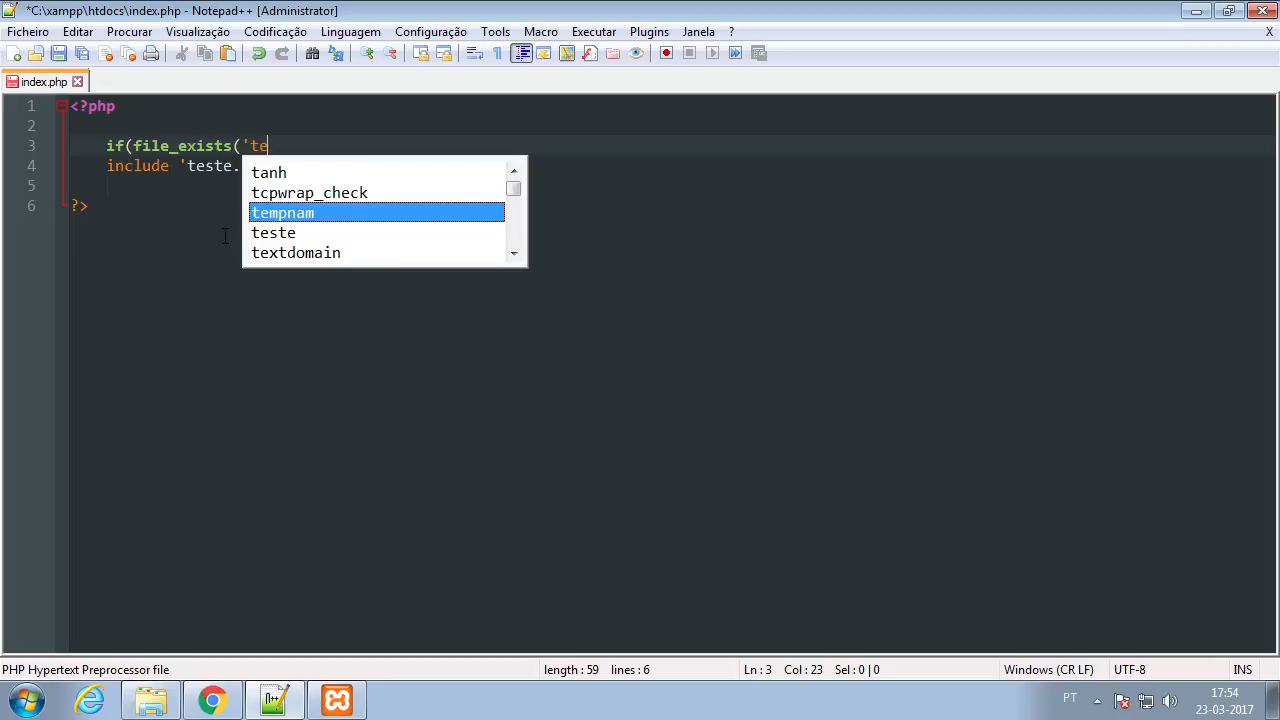 *C:\xampp\htdocs\index.php - Notepad++ [Administrator]
Ficheiro Editar Procurar Visualização Codificação Linguagem Configuração Tools Macro Executar Plugins Janela ? X
index.php
1 <?php
2
3 if(file_exists('te
4 include 'teste.
5
6 ?>
tanh
tcpwrap_check
tempnam
teste
textdomain
PHP Hypertext Preprocessor file length : 59 lines : 6 Ln : 3 Col : 23 Sel : 0 | 0 Windows (CR LF) UTF-8 INS
PT 17:54
23-03-2017